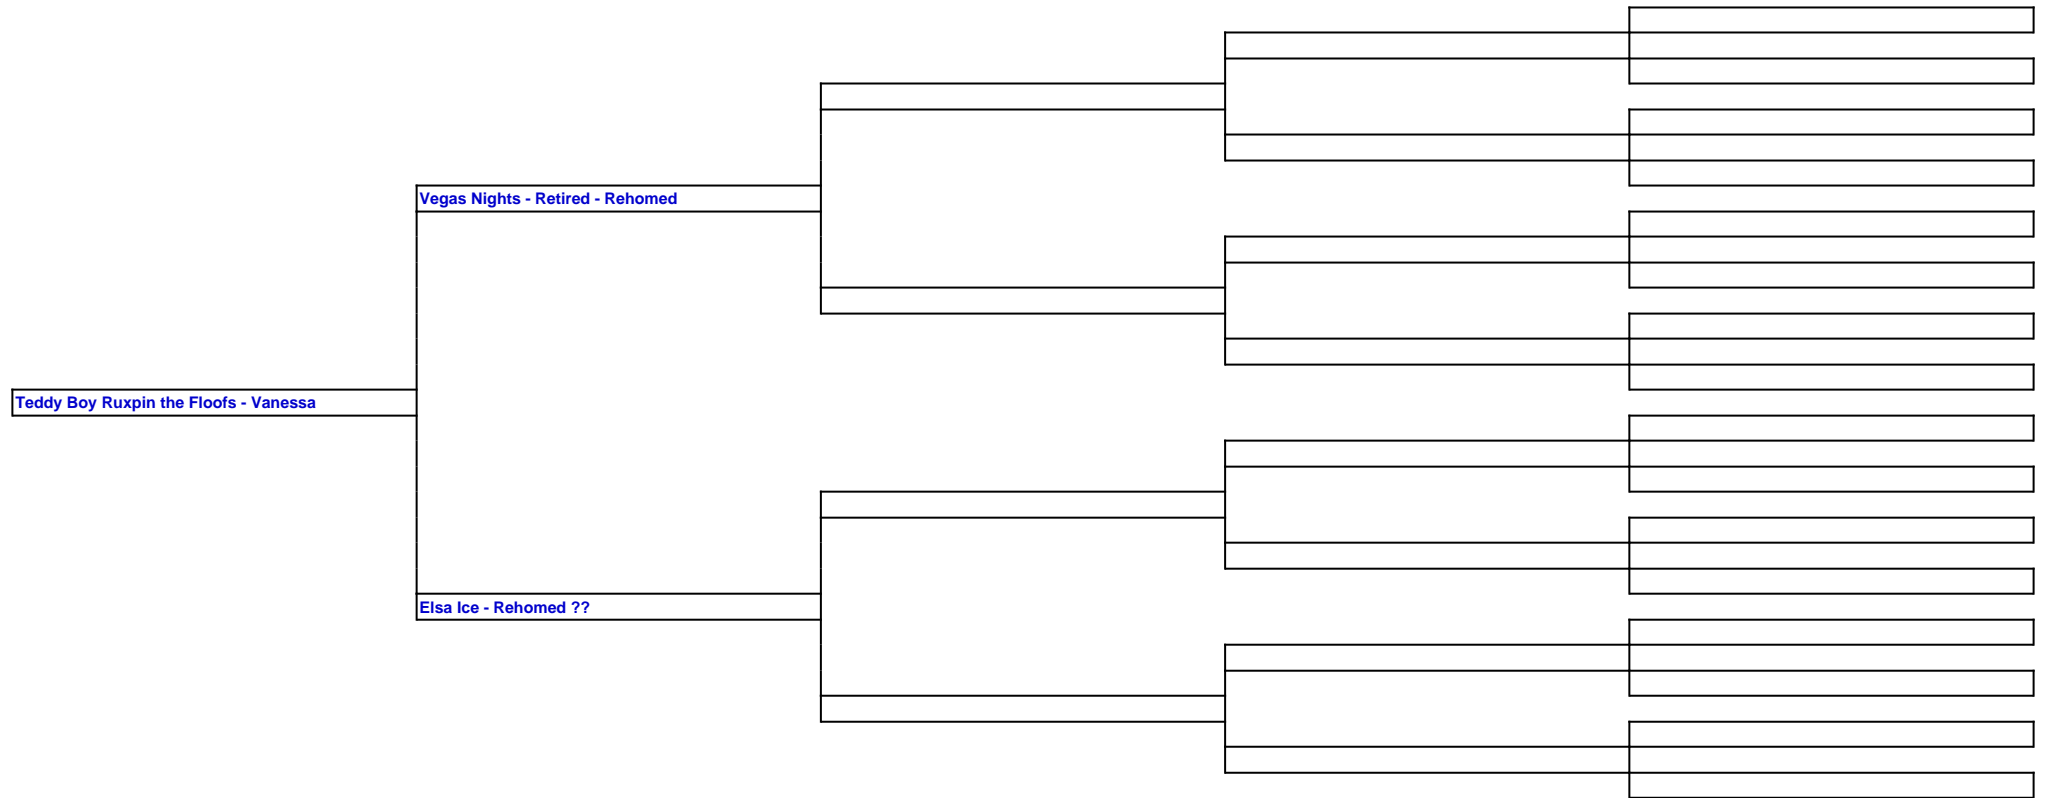 Vegas Nights - Retired - Rehomed
Teddy Boy Ruxpin the Floofs - Vanessa
Elsa Ice - Rehomed ??